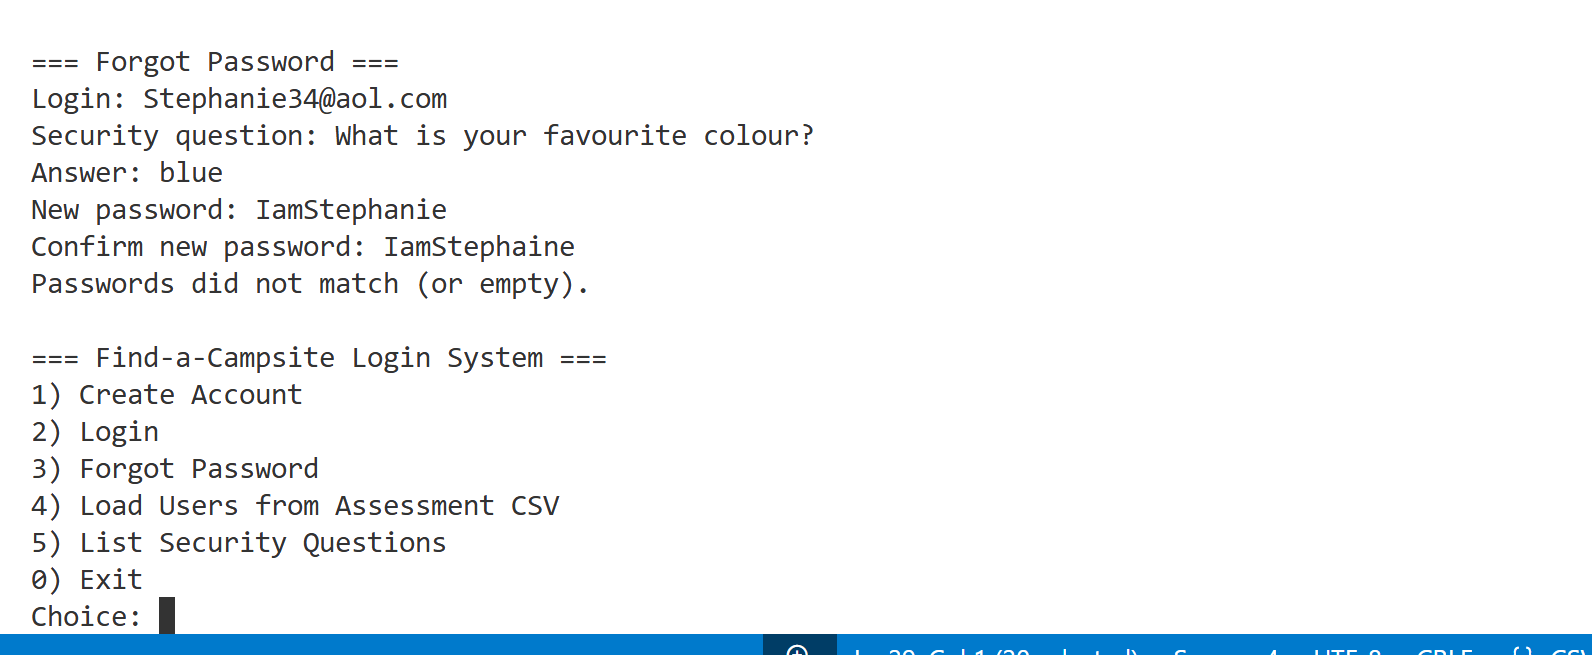 === Forgot Password ===
Login: Stephanie34@aol.com
Security question: What is your favourite colour?
Answer: blue
New password: IamStephanie
Confirm new password: IamStephaine
Passwords did not match (or empty).
=== Find-a-Campsite Login System ===
1) Create Account
2) Login
3) Forgot Password
4) Load Users from Assessment CSV
5) List Security Questions
0) Exit
Choice: